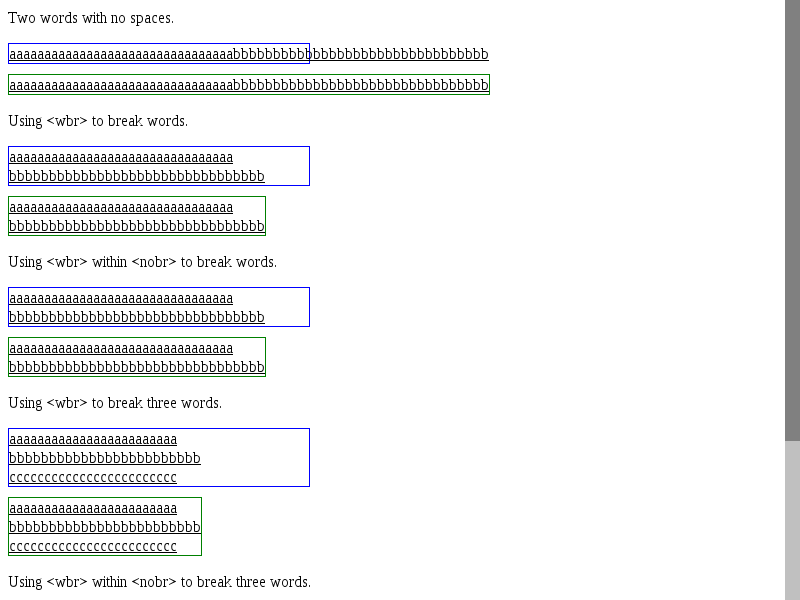 Two words with no spaces.
aaaaaaaaaaaaaaaaaaaaaaaaaaaaaaaabbbbbbbbbbbbbbbbbbbbbbbbbbbbbbbb
aaaaaaaaaaaaaaaaaaaaaaaaaaaaaaaabbbbbbbbbbbbbbbbbbbbbbbbbbbbbbbb
Using <wbr> to break words.
aaaaaaaaaaaaaaaaaaaaaaaaaaaaaaaa
bbbbbbbbbbbbbbbbbbbbbbbbbbbbbbbb
aaaaaaaaaaaaaaaaaaaaaaaaaaaaaaaa
bbbbbbbbbbbbbbbbbbbbbbbbbbbbbbbb
Using <wbr> within <nobr> to break words.
aaaaaaaaaaaaaaaaaaaaaaaaaaaaaaaa
bbbbbbbbbbbbbbbbbbbbbbbbbbbbbbbb
aaaaaaaaaaaaaaaaaaaaaaaaaaaaaaaa
bbbbbbbbbbbbbbbbbbbbbbbbbbbbbbbb
Using <wbr> to break three words.
aaaaaaaaaaaaaaaaaaaaaaaa
bbbbbbbbbbbbbbbbbbbbbbbb
cccccccccccccccccccccccc
aaaaaaaaaaaaaaaaaaaaaaaa
bbbbbbbbbbbbbbbbbbbbbbbb
cccccccccccccccccccccccc
Using <wbr> within <nobr> to break three words.